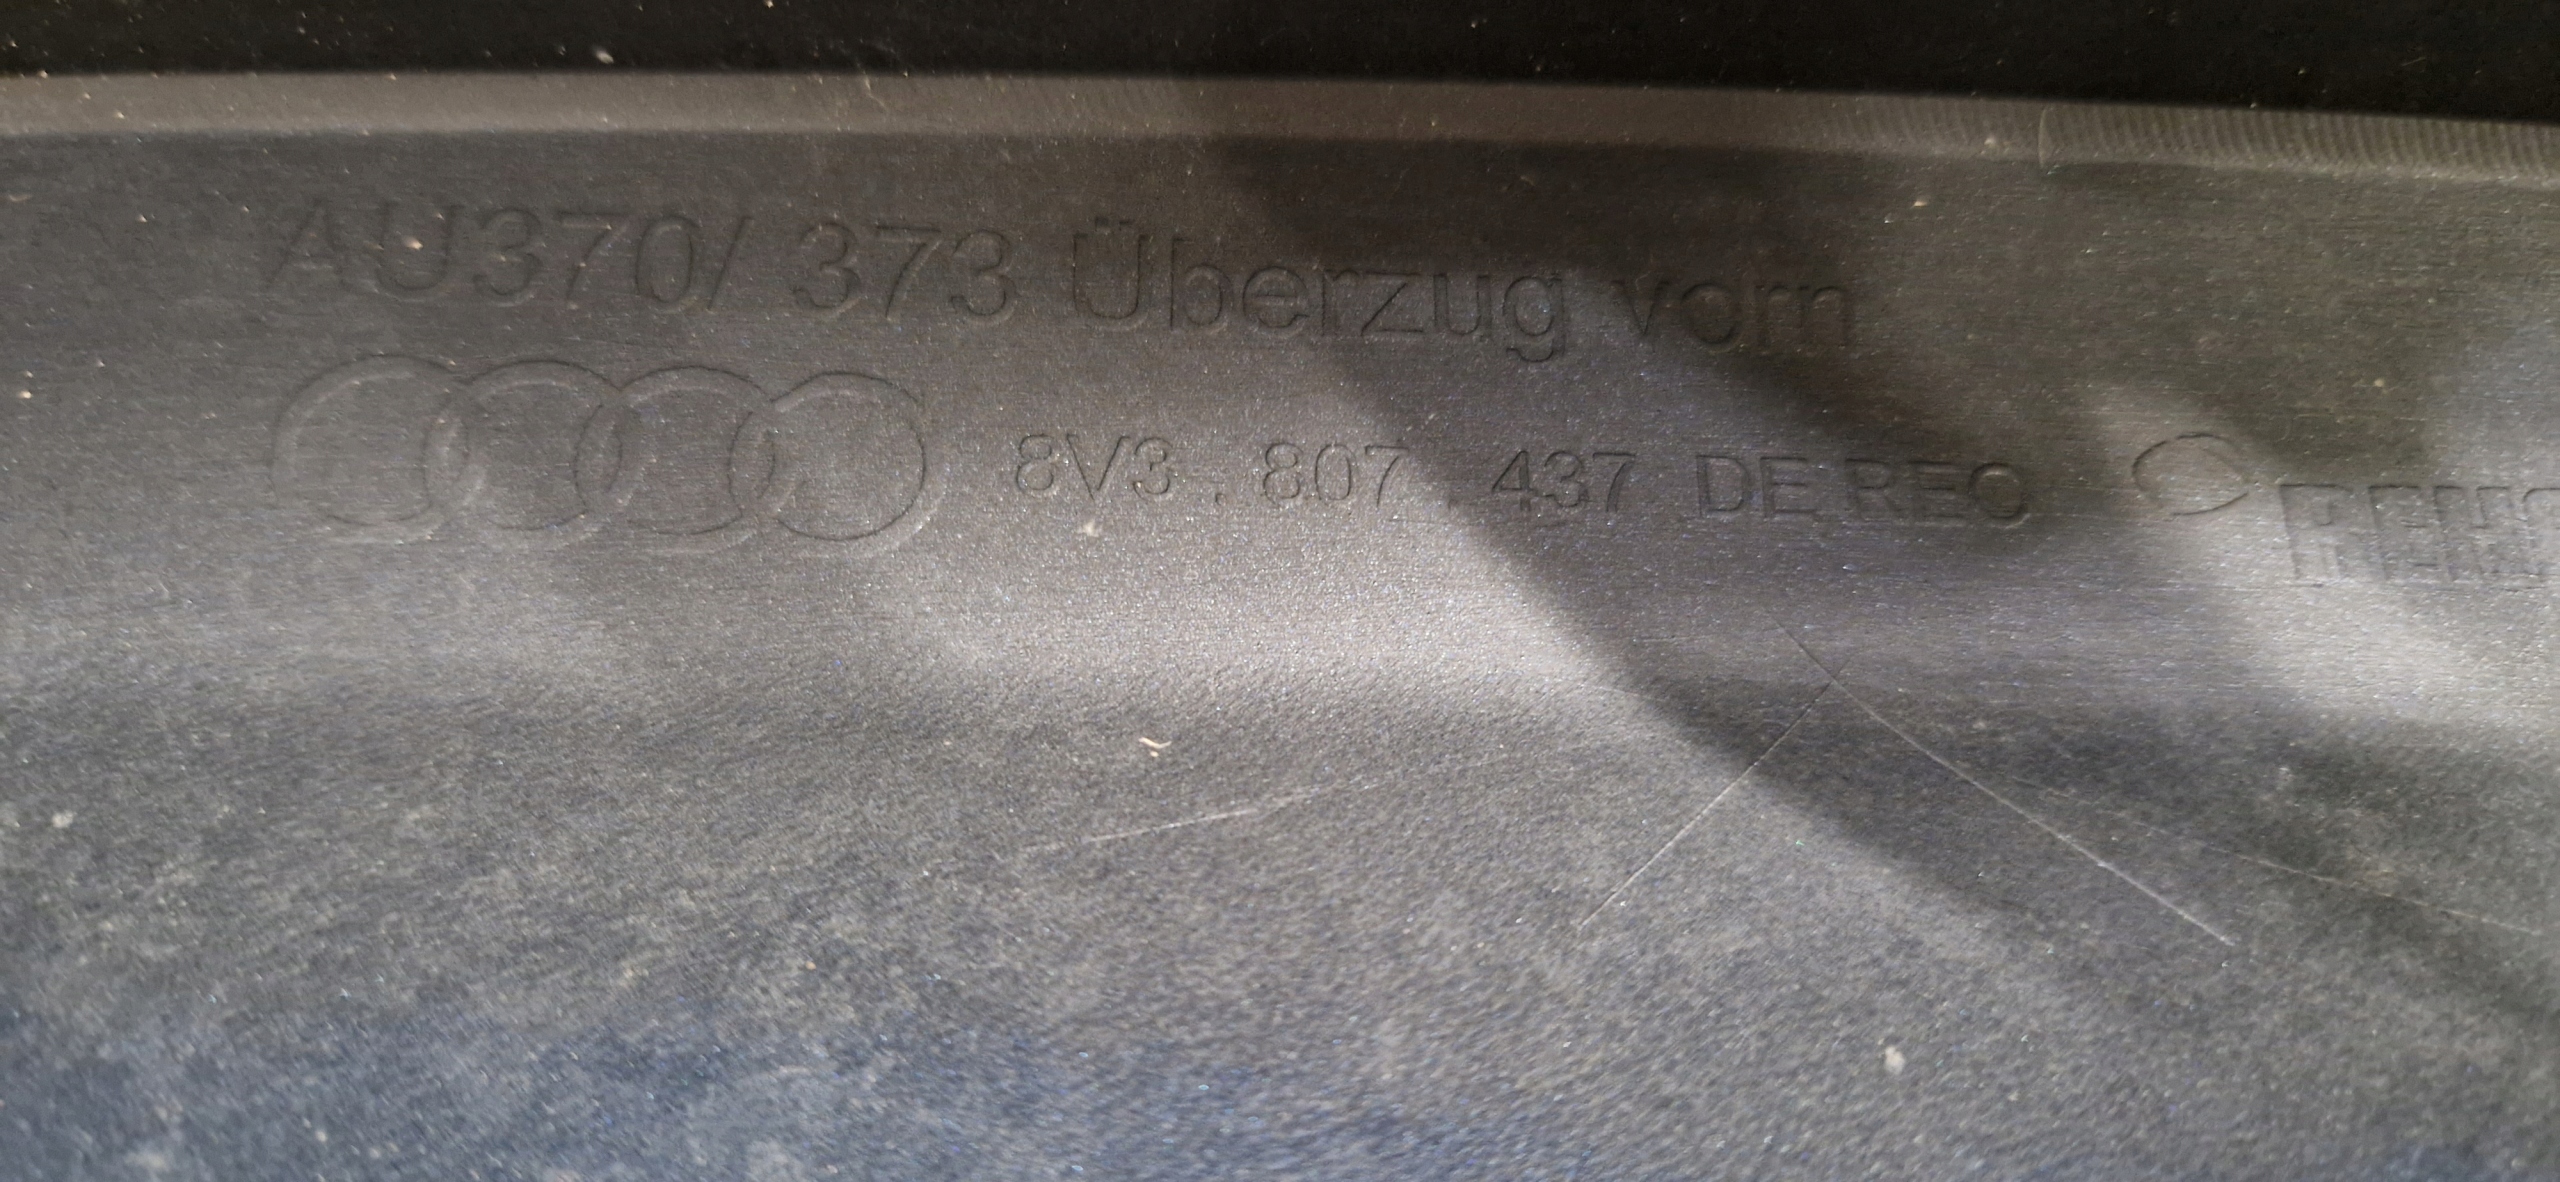 AU370/ 373 Überzug vorn
8V3 . 807 . 437 DE REC